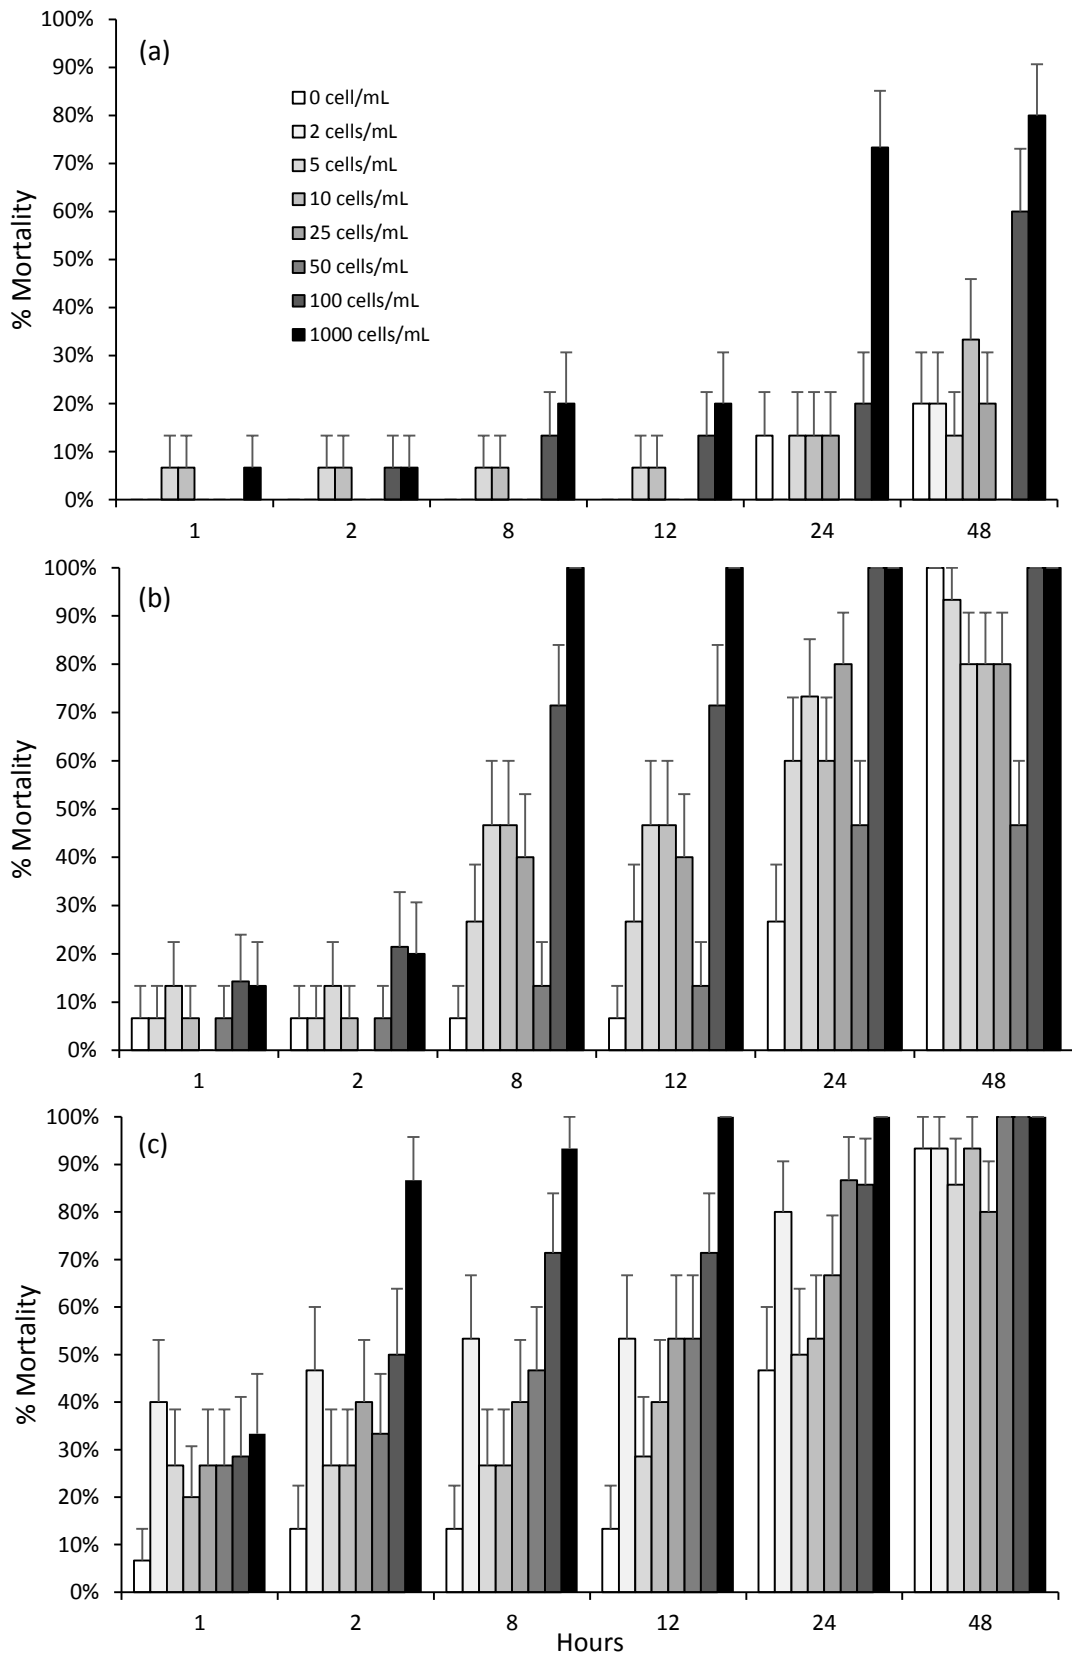 100%
(a)
90%
80%
70%
60%
50%
40%
30%
20%
10%
0%
% Mortality
0 cell/mL
2 cells/mL
5 cells/mL
10 cells/mL
25 cells/mL
50 cells/mL
100 cells/mL
1000 cells/mL
1 2 8 12 24 48
100%
(b)
90%
80%
70%
60%
50%
40%
30%
20%
10%
0%
% Mortality
1 2 8 12 24 48
100%
(c)
90%
80%
70%
60%
50%
40%
30%
20%
10%
0%
% Mortality
1 2 8 12 24 48
Hours